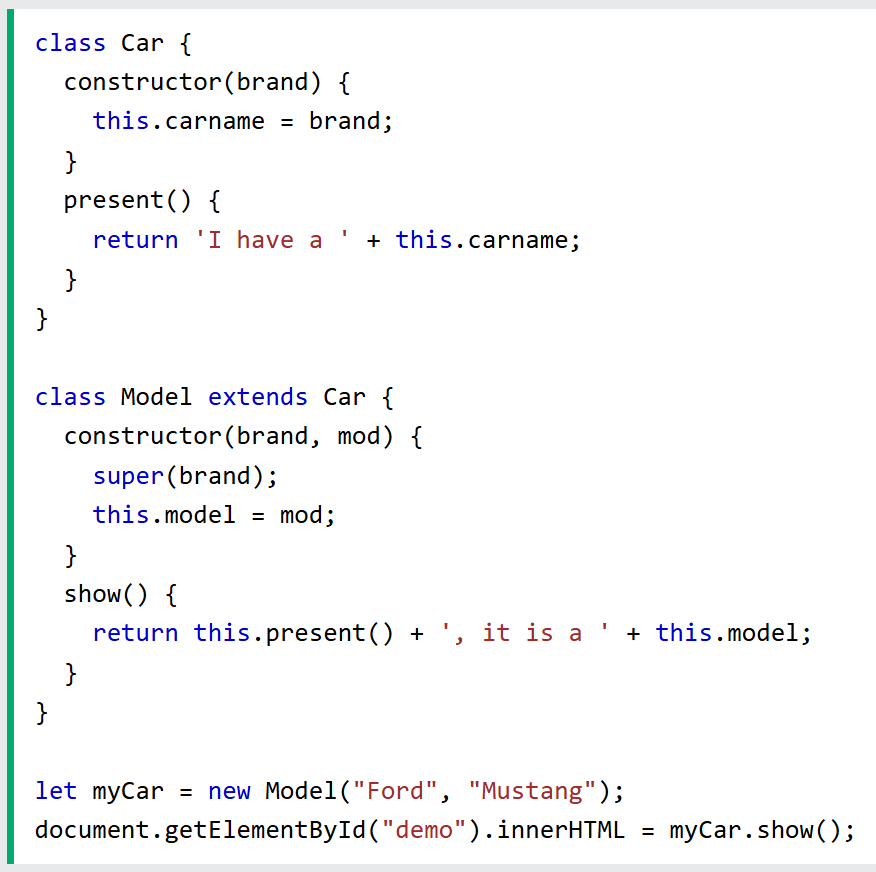 class Car {
  constructor(brand) {
    this.carname = brand;
  }
  present() {
    return 'I have a ' + this.carname;
  }
}

class Model extends Car {
  constructor(brand, mod) {
    super(brand);
    this.model = mod;
  }
  show() {
    return this.present() + ', it is a ' + this.model;
  }
}

let myCar = new Model("Ford", "Mustang");
document.getElementById("demo").innerHTML = myCar.show();